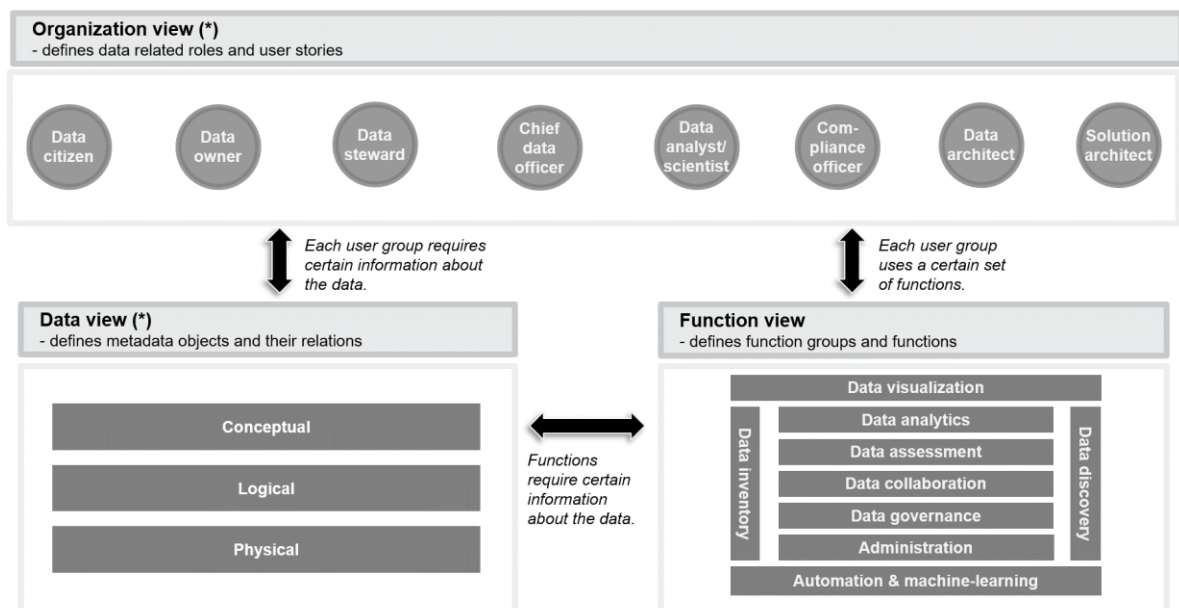 Organization view (*)
- defines data related roles and user stories
Data
citizen
Data
owner
Data
steward
Chief
data
officer
Data
analyst/
scientist
Com-
pliance
officer
Data
architect
Solution
architect
Each user group requires
certain information about
the data.
Each user group
uses a certain set
of functions.
Data view (*)
- defines metadata objects and their relations
Conceptual
Logical
Physical
Functions
require certain
information
about the data.
Function view
- defines function groups and functions
Data visualization
Data inventory
Data analytics
Data assessment
Data collaboration
Data governance
Administration
Data discovery
Automation & machine-learning